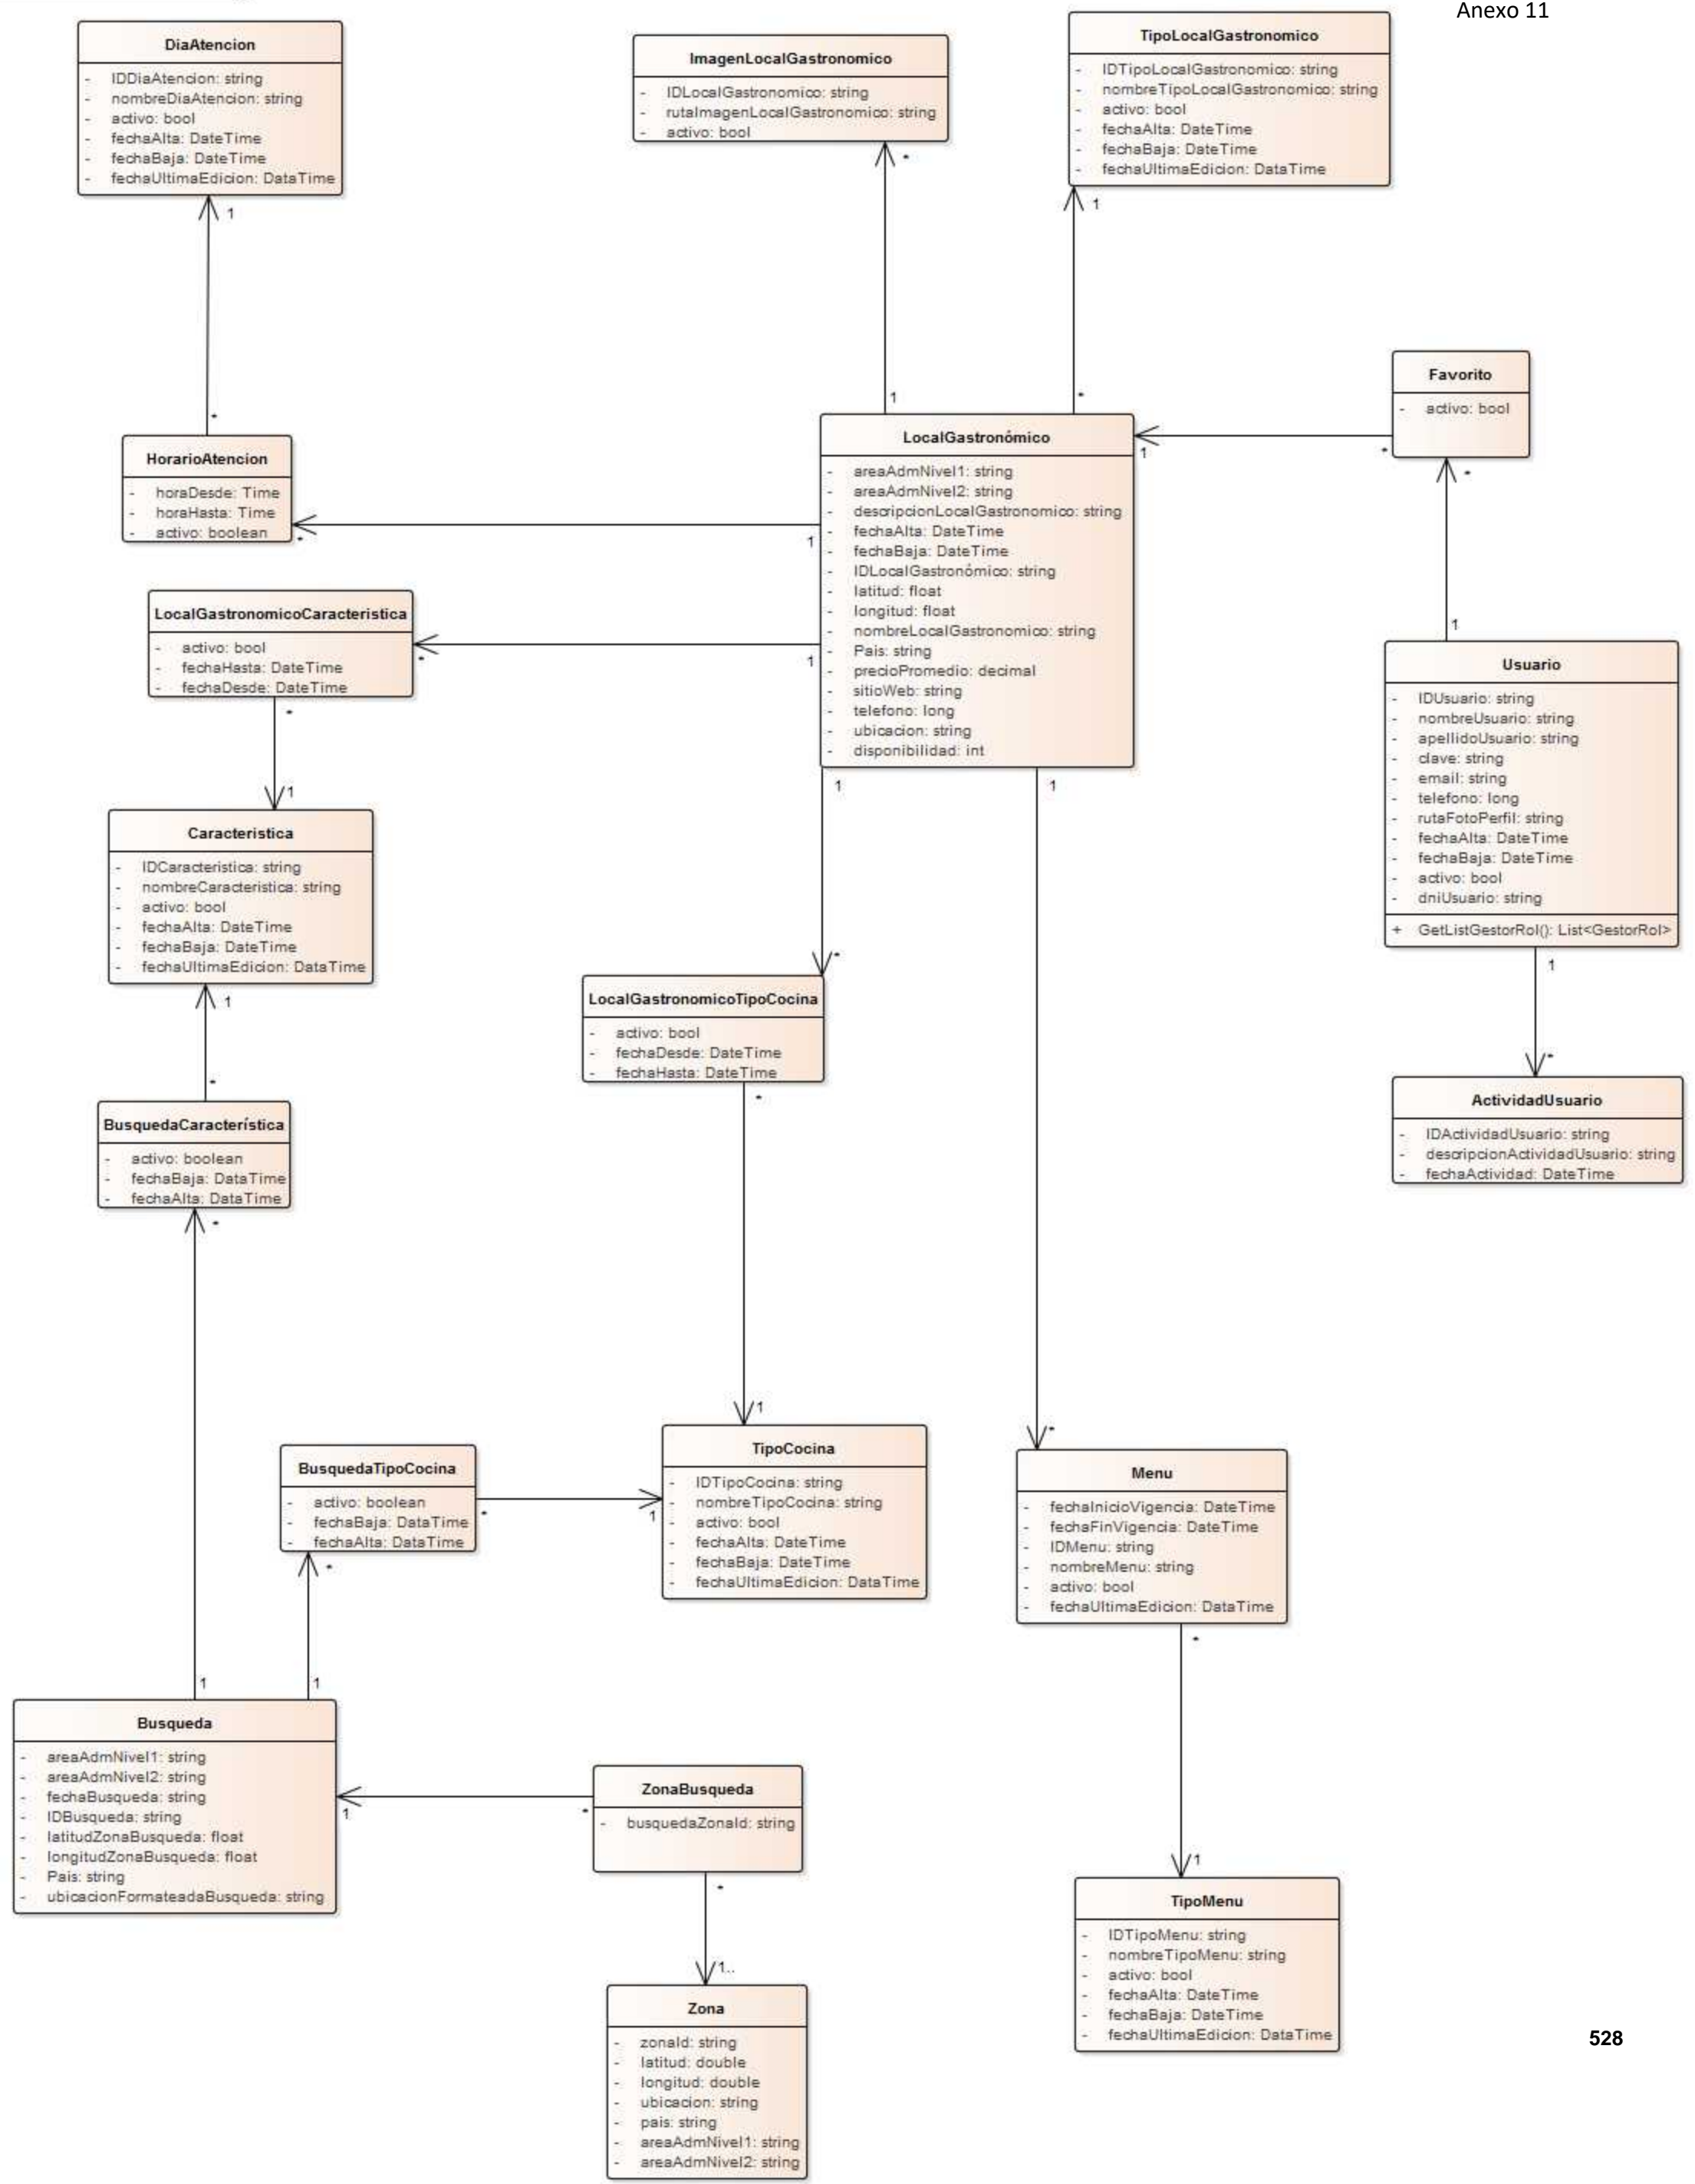 Anexo 11
DiaAtencion
- IDDiaAtencion: string
- nombreDiaAtencion: string
- activo: bool
- fechaAlta: DateTime
- fechaBaja: DateTime
- fechaUltimaEdicion: DataTime
1
*
ImagenLocalGastronomico
- IDLocalGastronomico: string
- rutaImagenLocalGastronomico: string
- activo: bool
*
1
TipoLocalGastronomico
- IDTipoLocalGastronomico: string
- nombreTipoLocalGastronomico: string
- activo: bool
- fechaAlta: DateTime
- fechaBaja: DateTime
- fechaUltimaEdicion: DataTime
1
*
Favorito
- activo: bool
*
1
*
1
HorarioAtencion
- horaDesde: Time
- horaHasta: Time
- activo: boolean
*
1
LocalGastronómico
- areaAdmNivel1: string
- areaAdmNivel2: string
- descripcionLocalGastronomico: string
- fechaAlta: DateTime
- fechaBaja: DateTime
- IDLocalGastronómico: string
- latitud: float
- longitud: float
- nombreLocalGastronomico: string
- Pais: string
- precioPromedio: decimal
- sitioWeb: string
- telefono: long
- ubicacion: string
- disponibilidad: int
LocalGastronomicoCaracteristica
- activo: bool
- fechaHasta: DateTime
- fechaDesde: DateTime
*
1
*
1
Usuario
- IDUsuario: string
- nombreUsuario: string
- apellidoUsuario: string
- clave: string
- email: string
- telefono: long
- rutaFotoPerfil: string
- fechaAlta: DateTime
- fechaBaja: DateTime
- activo: bool
- dniUsuario: string
+ GetListGestorRol(): List<GestorRol>
1
*
Caracteristica
- IDCaracteristica: string
- nombreCaracteristica: string
- activo: bool
- fechaAlta: DateTime
- fechaBaja: DateTime
- fechaUltimaEdicion: DataTime
1
*
1
*
1
*
LocalGastronomicoTipoCocina
- activo: bool
- fechaDesde: DateTime
- fechaHasta: DateTime
*
1
ActividadUsuario
- IDActividadUsuario: string
- descripcionActividadUsuario: string
- fechaActividad: DateTime
BusquedaCaracterística
- activo: boolean
- fechaBaja: DataTime
- fechaAlta: DataTime
*
1
BusquedaTipoCocina
- activo: boolean
- fechaBaja: DataTime
- fechaAlta: DataTime
*
1
*
1
TipoCocina
- IDTipoCocina: string
- nombreTipoCocina: string
- activo: bool
- fechaAlta: DateTime
- fechaBaja: DateTime
- fechaUltimaEdicion: DataTime
Menu
- fechaInicioVigencia: DateTime
- fechaFinVigencia: DateTime
- IDMenu: string
- nombreMenu: string
- activo: bool
- fechaUltimaEdicion: DataTime
*
1
Busqueda
- areaAdmNivel1: string
- areaAdmNivel2: string
- fechaBusqueda: string
- IDBusqueda: string
- latitudZonaBusqueda: float
- longitudZonaBusqueda: float
- Pais: string
- ubicacionFormateadaBusqueda: string
1
*
ZonaBusqueda
- busquedaZonaId: string
*
1..
TipoMenu
- IDTipoMenu: string
- nombreTipoMenu: string
- activo: bool
- fechaAlta: DateTime
- fechaBaja: DateTime
- fechaUltimaEdicion: DataTime
Zona
- zonaId: string
- latitud: double
- longitud: double
- ubicacion: string
- pais: string
- areaAdmNivel1: string
- areaAdmNivel2: string
528